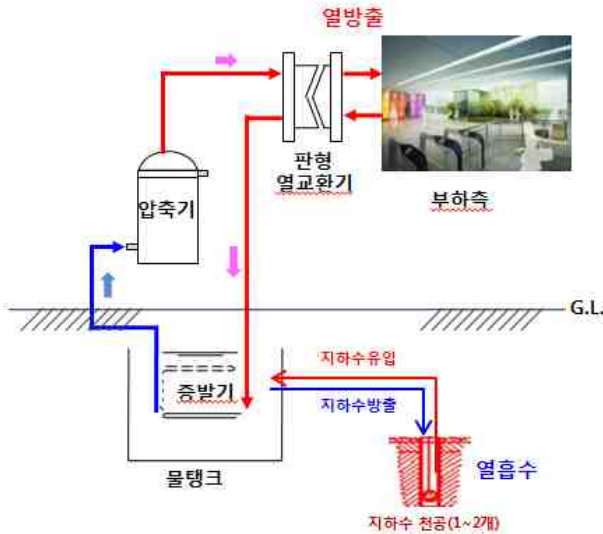 열방출
판형
열교환기
부하측
압축기
G.L.
증발기
지하수유입
지하수방출
물탱크
열흡수
지하수 천공(1~2개)